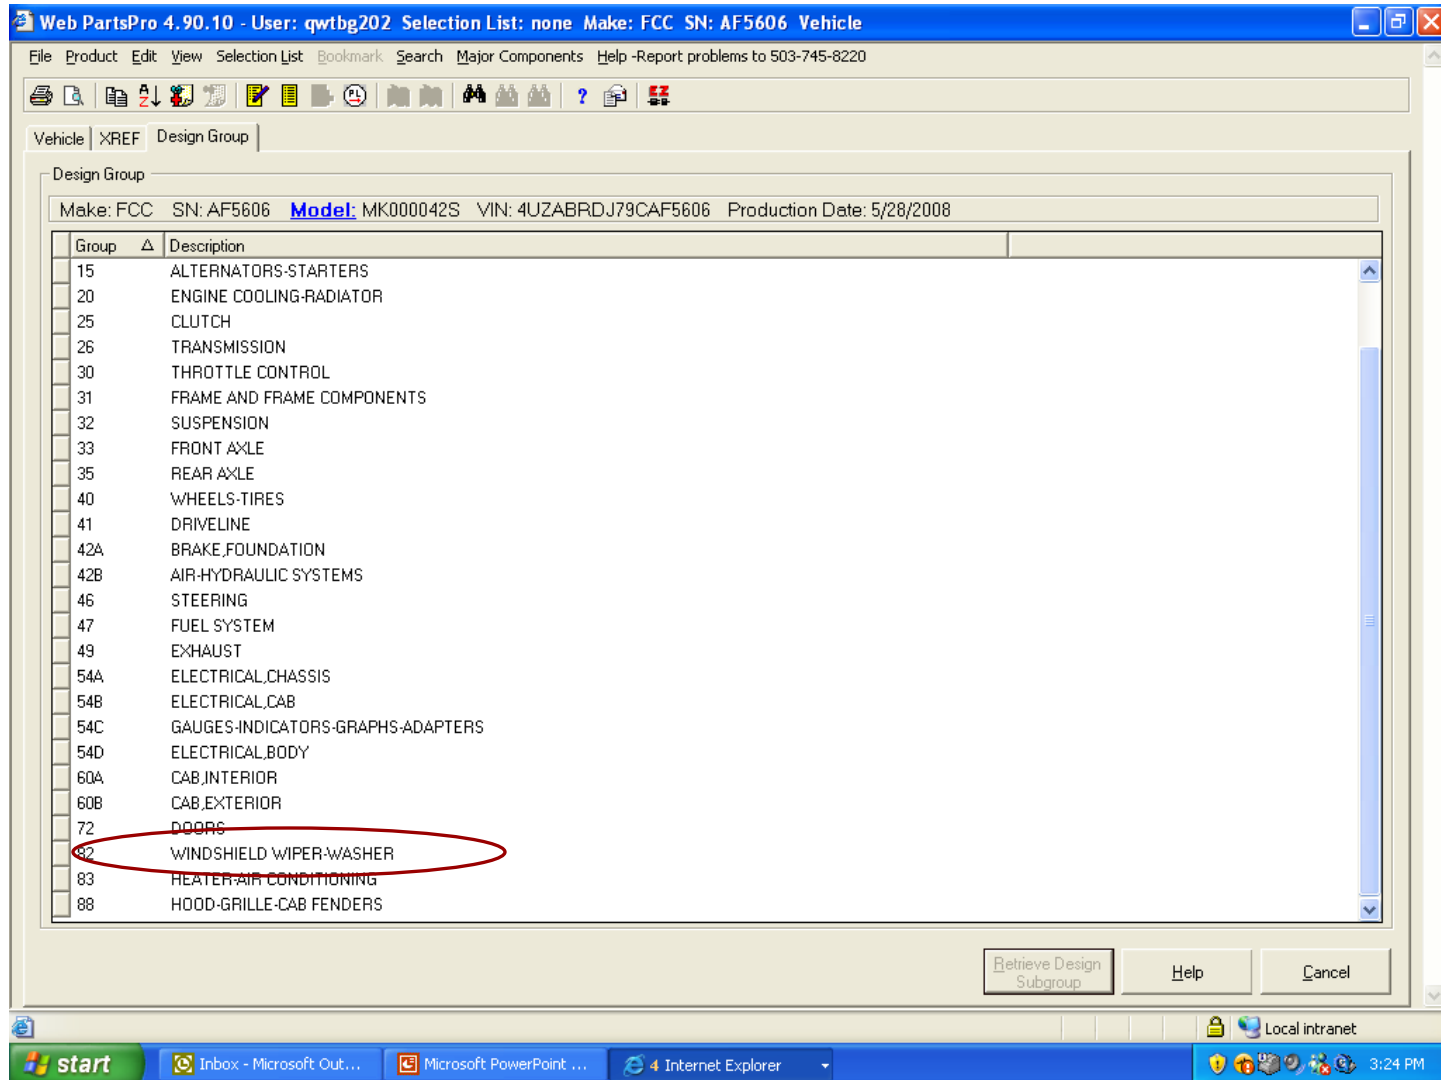 Web PartsPro 4.90.10 - User: qwtbg202 Selection List: none Make: FCC SN: AF5606 Vehicle
File Product Edit View Selection List Bookmark Search Major Components Help -Report problems to 503-745-8220
Vehicle XREF Design Group
Design Group
Make: FCC SN: AF5606 Model: MK000042S VIN: 4UZABRDJ79CAF5606 Production Date: 5/28/2008
Group Description
15 ALTERNATORS-STARTERS
20 ENGINE COOLING-RADIATOR
25 CLUTCH
26 TRANSMISSION
30 THROTTLE CONTROL
31 FRAME AND FRAME COMPONENTS
32 SUSPENSION
33 FRONT AXLE
35 REAR AXLE
40 WHEELS-TIRES
41 DRIVELINE
42A BRAKE,FOUNDATION
42B AIR-HYDRAULIC SYSTEMS
46 STEERING
47 FUEL SYSTEM
49 EXHAUST
54A ELECTRICAL,CHASSIS
54B ELECTRICAL,CAB
54C GAUGES-INDICATORS-GRAPHS-ADAPTERS
54D ELECTRICAL,BODY
60A CAB,INTERIOR
60B CAB,EXTERIOR
72 DOORS
82 WINDSHIELD WIPER-WASHER
83 HEATER-AIR CONDITIONING
88 HOOD-GRILLE-CAB FENDERS
Retrieve Design Subgroup Help Cancel
Local intranet
start Inbox - Microsoft Out... Microsoft PowerPoint ... 4 Internet Explorer 3:24 PM